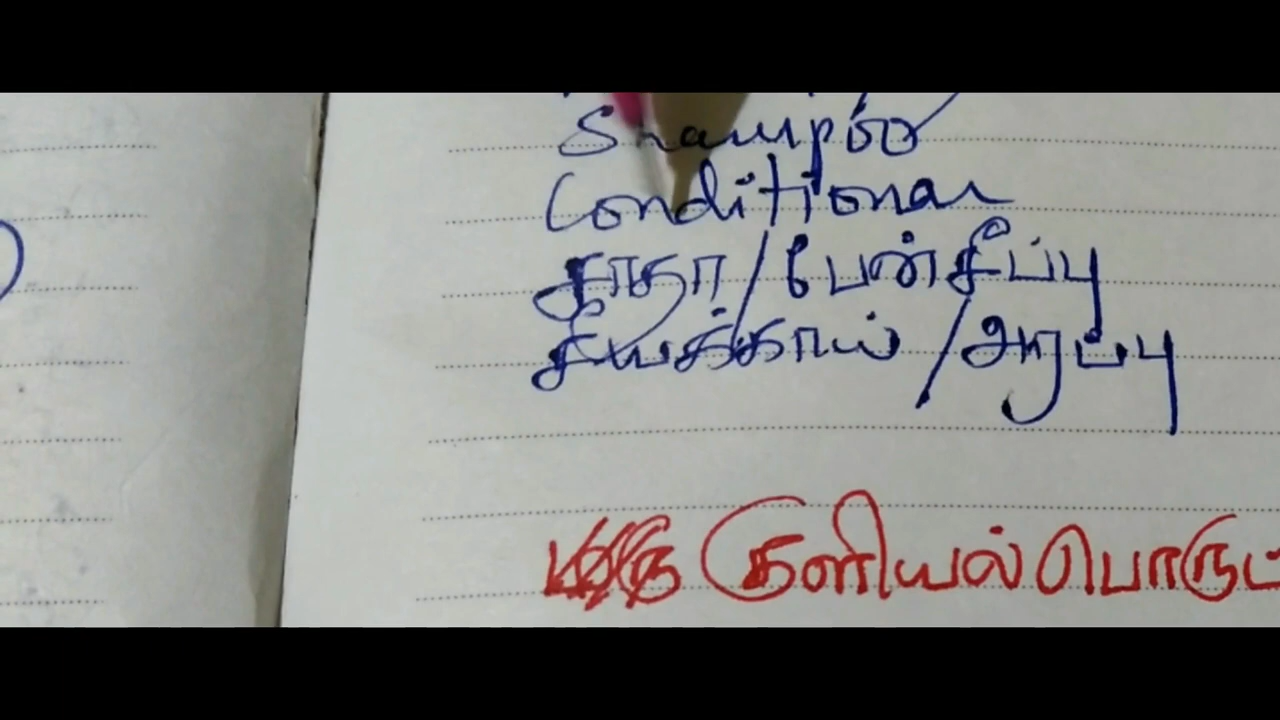 Shampoo
Conditionar
சாதா/பேன்சீப்பு
சீயக்காய்/அரப்பு
குளியல் பொருட்